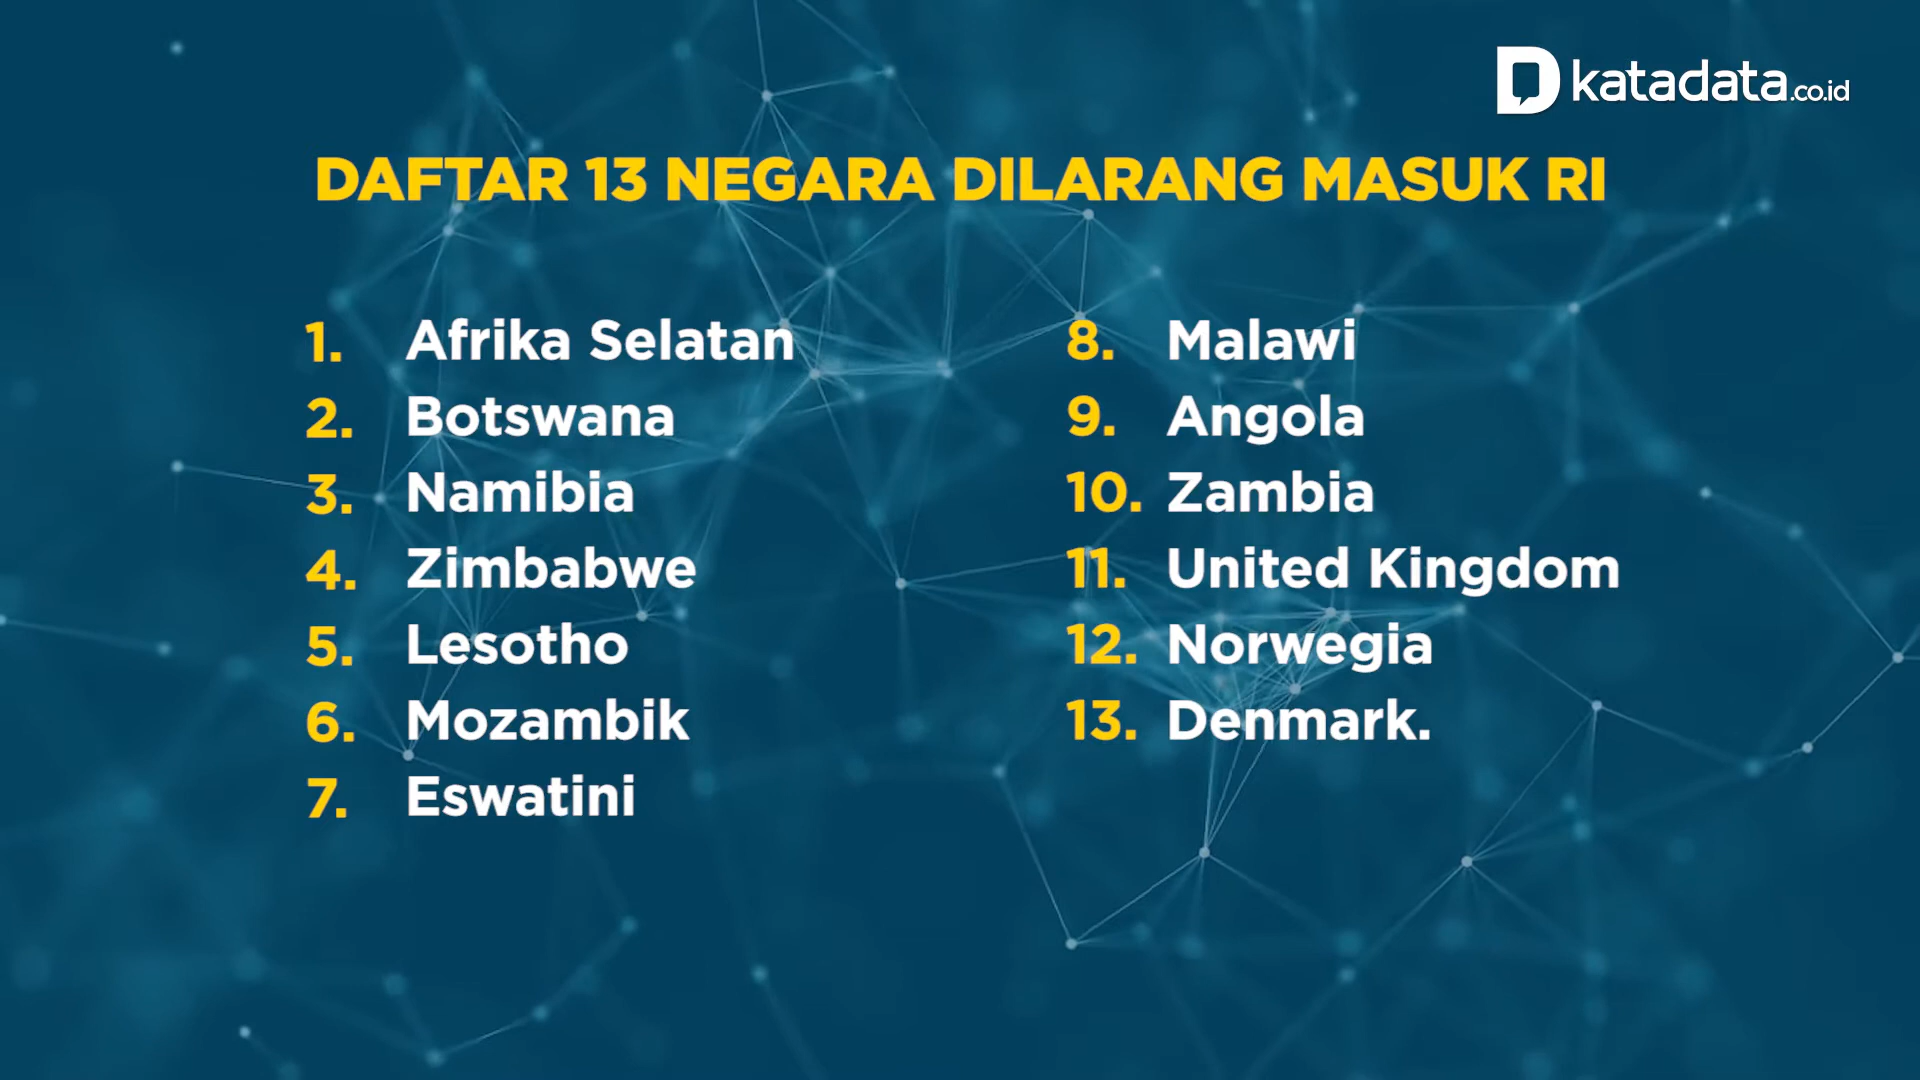 katadata.co.id
DAFTAR 13 NEGARA DILARANG MASUK RI
1. Afrika Selatan
2. Botswana
3. Namibia
4. Zimbabwe
5. Lesotho
6. Mozambik
7. Eswatini
8. Malawi
9. Angola
10. Zambia
11. United Kingdom
12. Norwegia
13. Denmark.